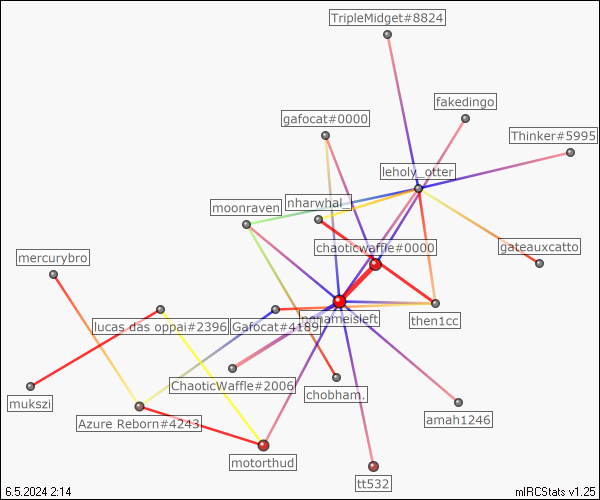 TripleMidget#8824
fakedingo
gafocat#0000
Thinker#5995
leholy_otter
nharwhal_
moonraven
chaoticwaffle#0000
gateauxcatto
mercurybro
nonameisleft
then1cc
lucas das oppai#2396
Gafocat#4189
ChaoticWaffle#2006
chobham.
mukszi
amah1246
Azure Reborn#4243
motorthud
tt532
6.5.2024 2:14
mIRCStats v1.25